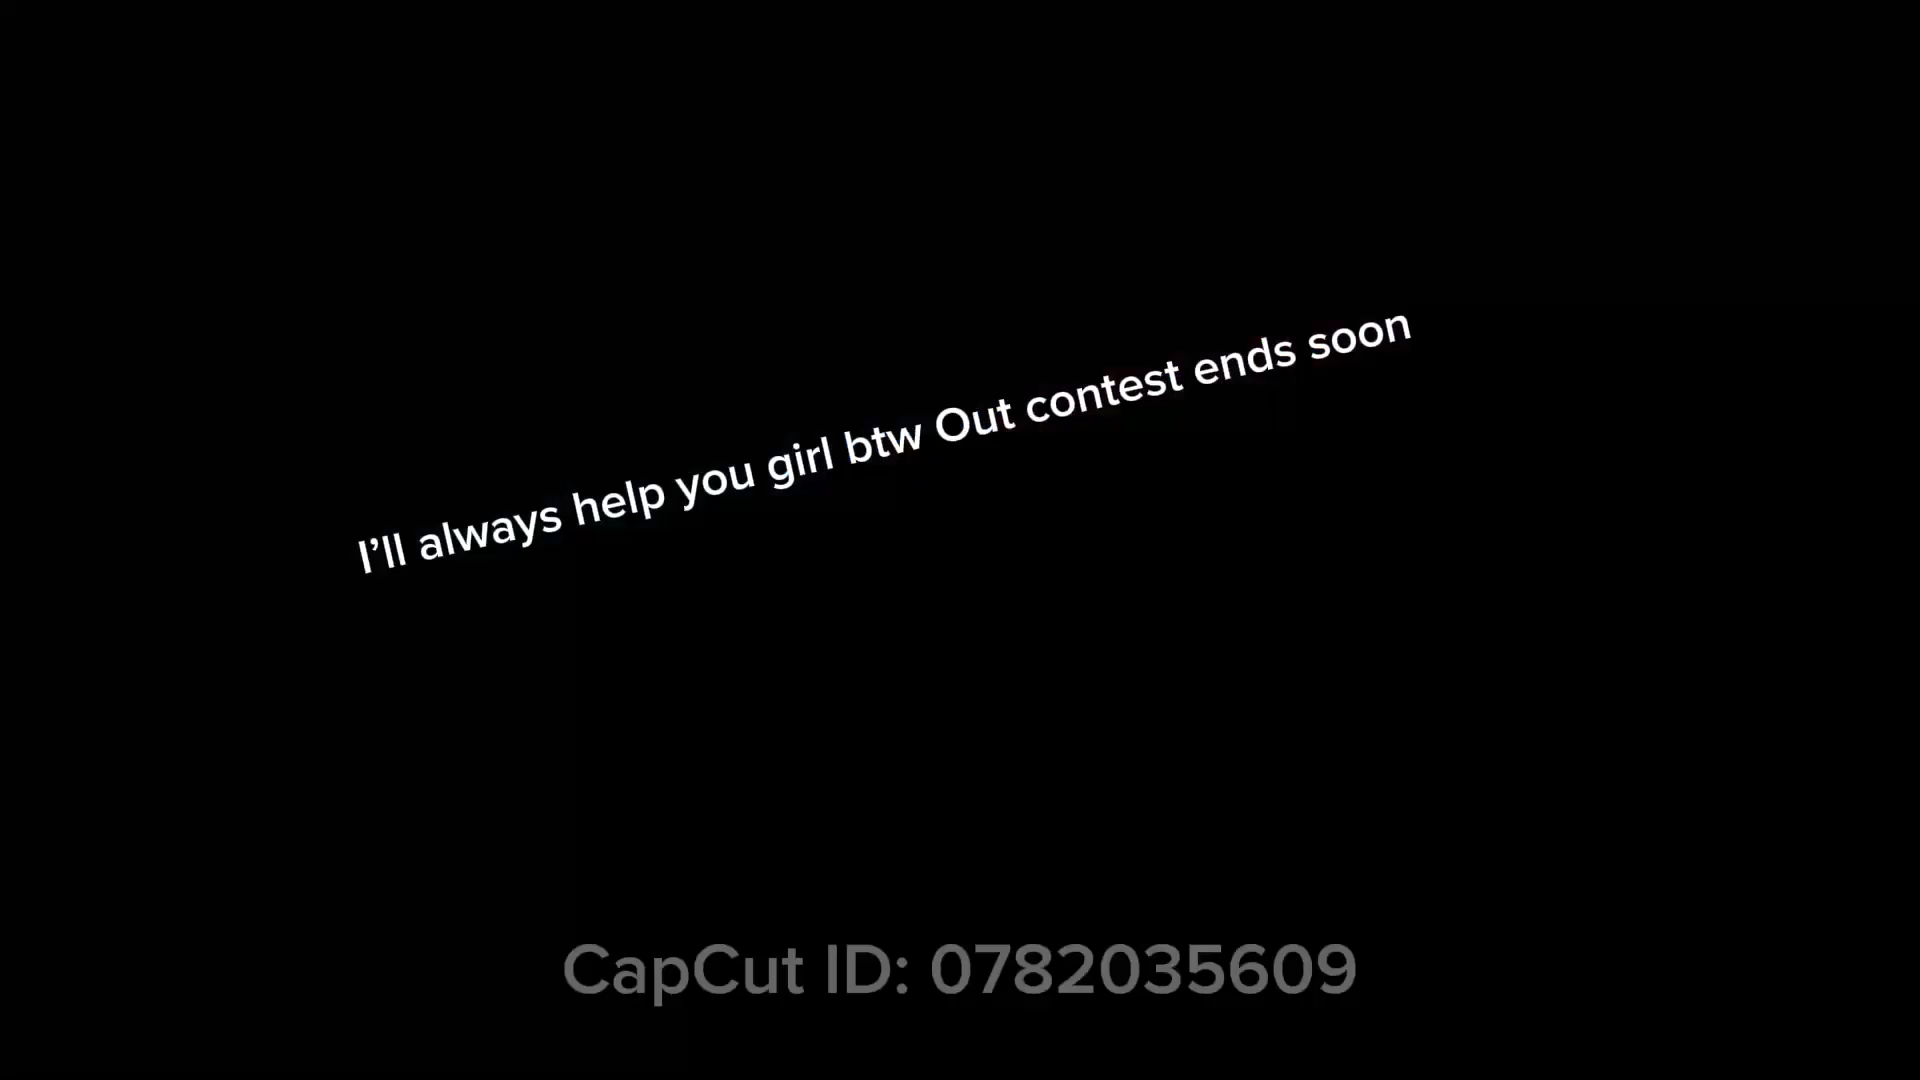 I’ll always help you girl btw Out contest ends soon
CapCut ID: 0782035609